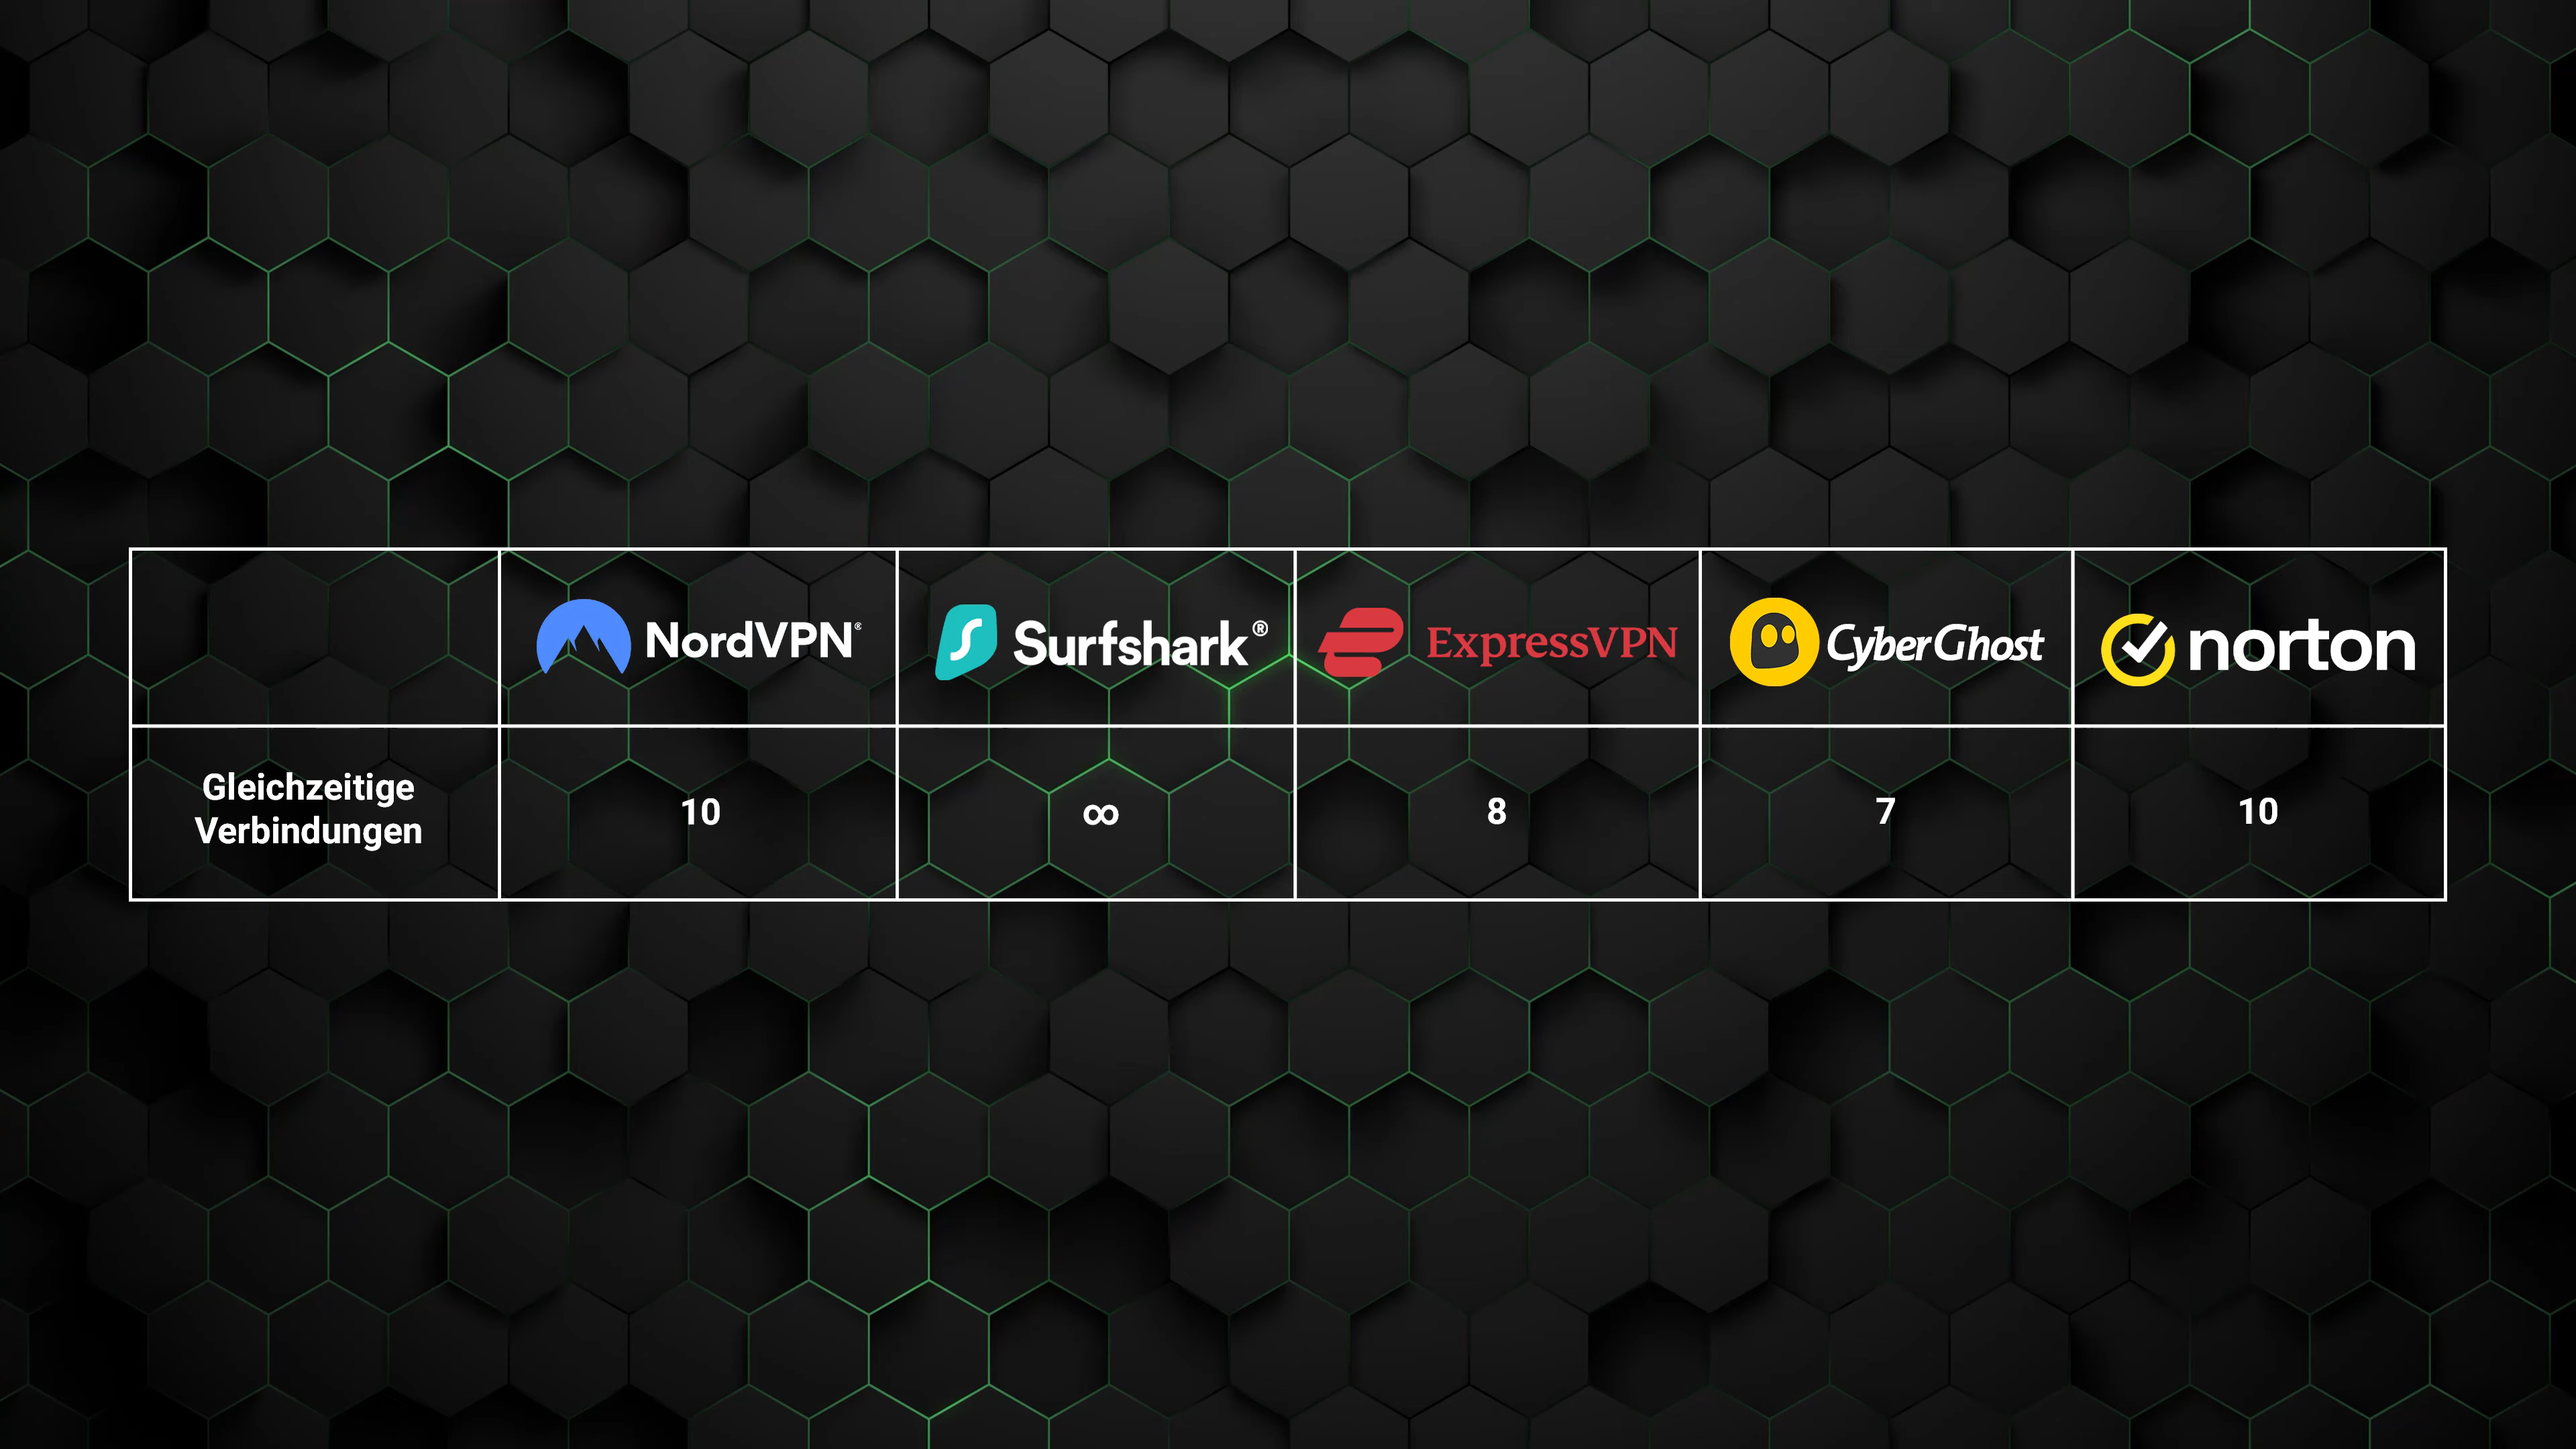 NordVPN®
Surfshark®
ExpressVPN
CyberGhost
norton
Gleichzeitige
Verbindungen
10
∞
8
7
10